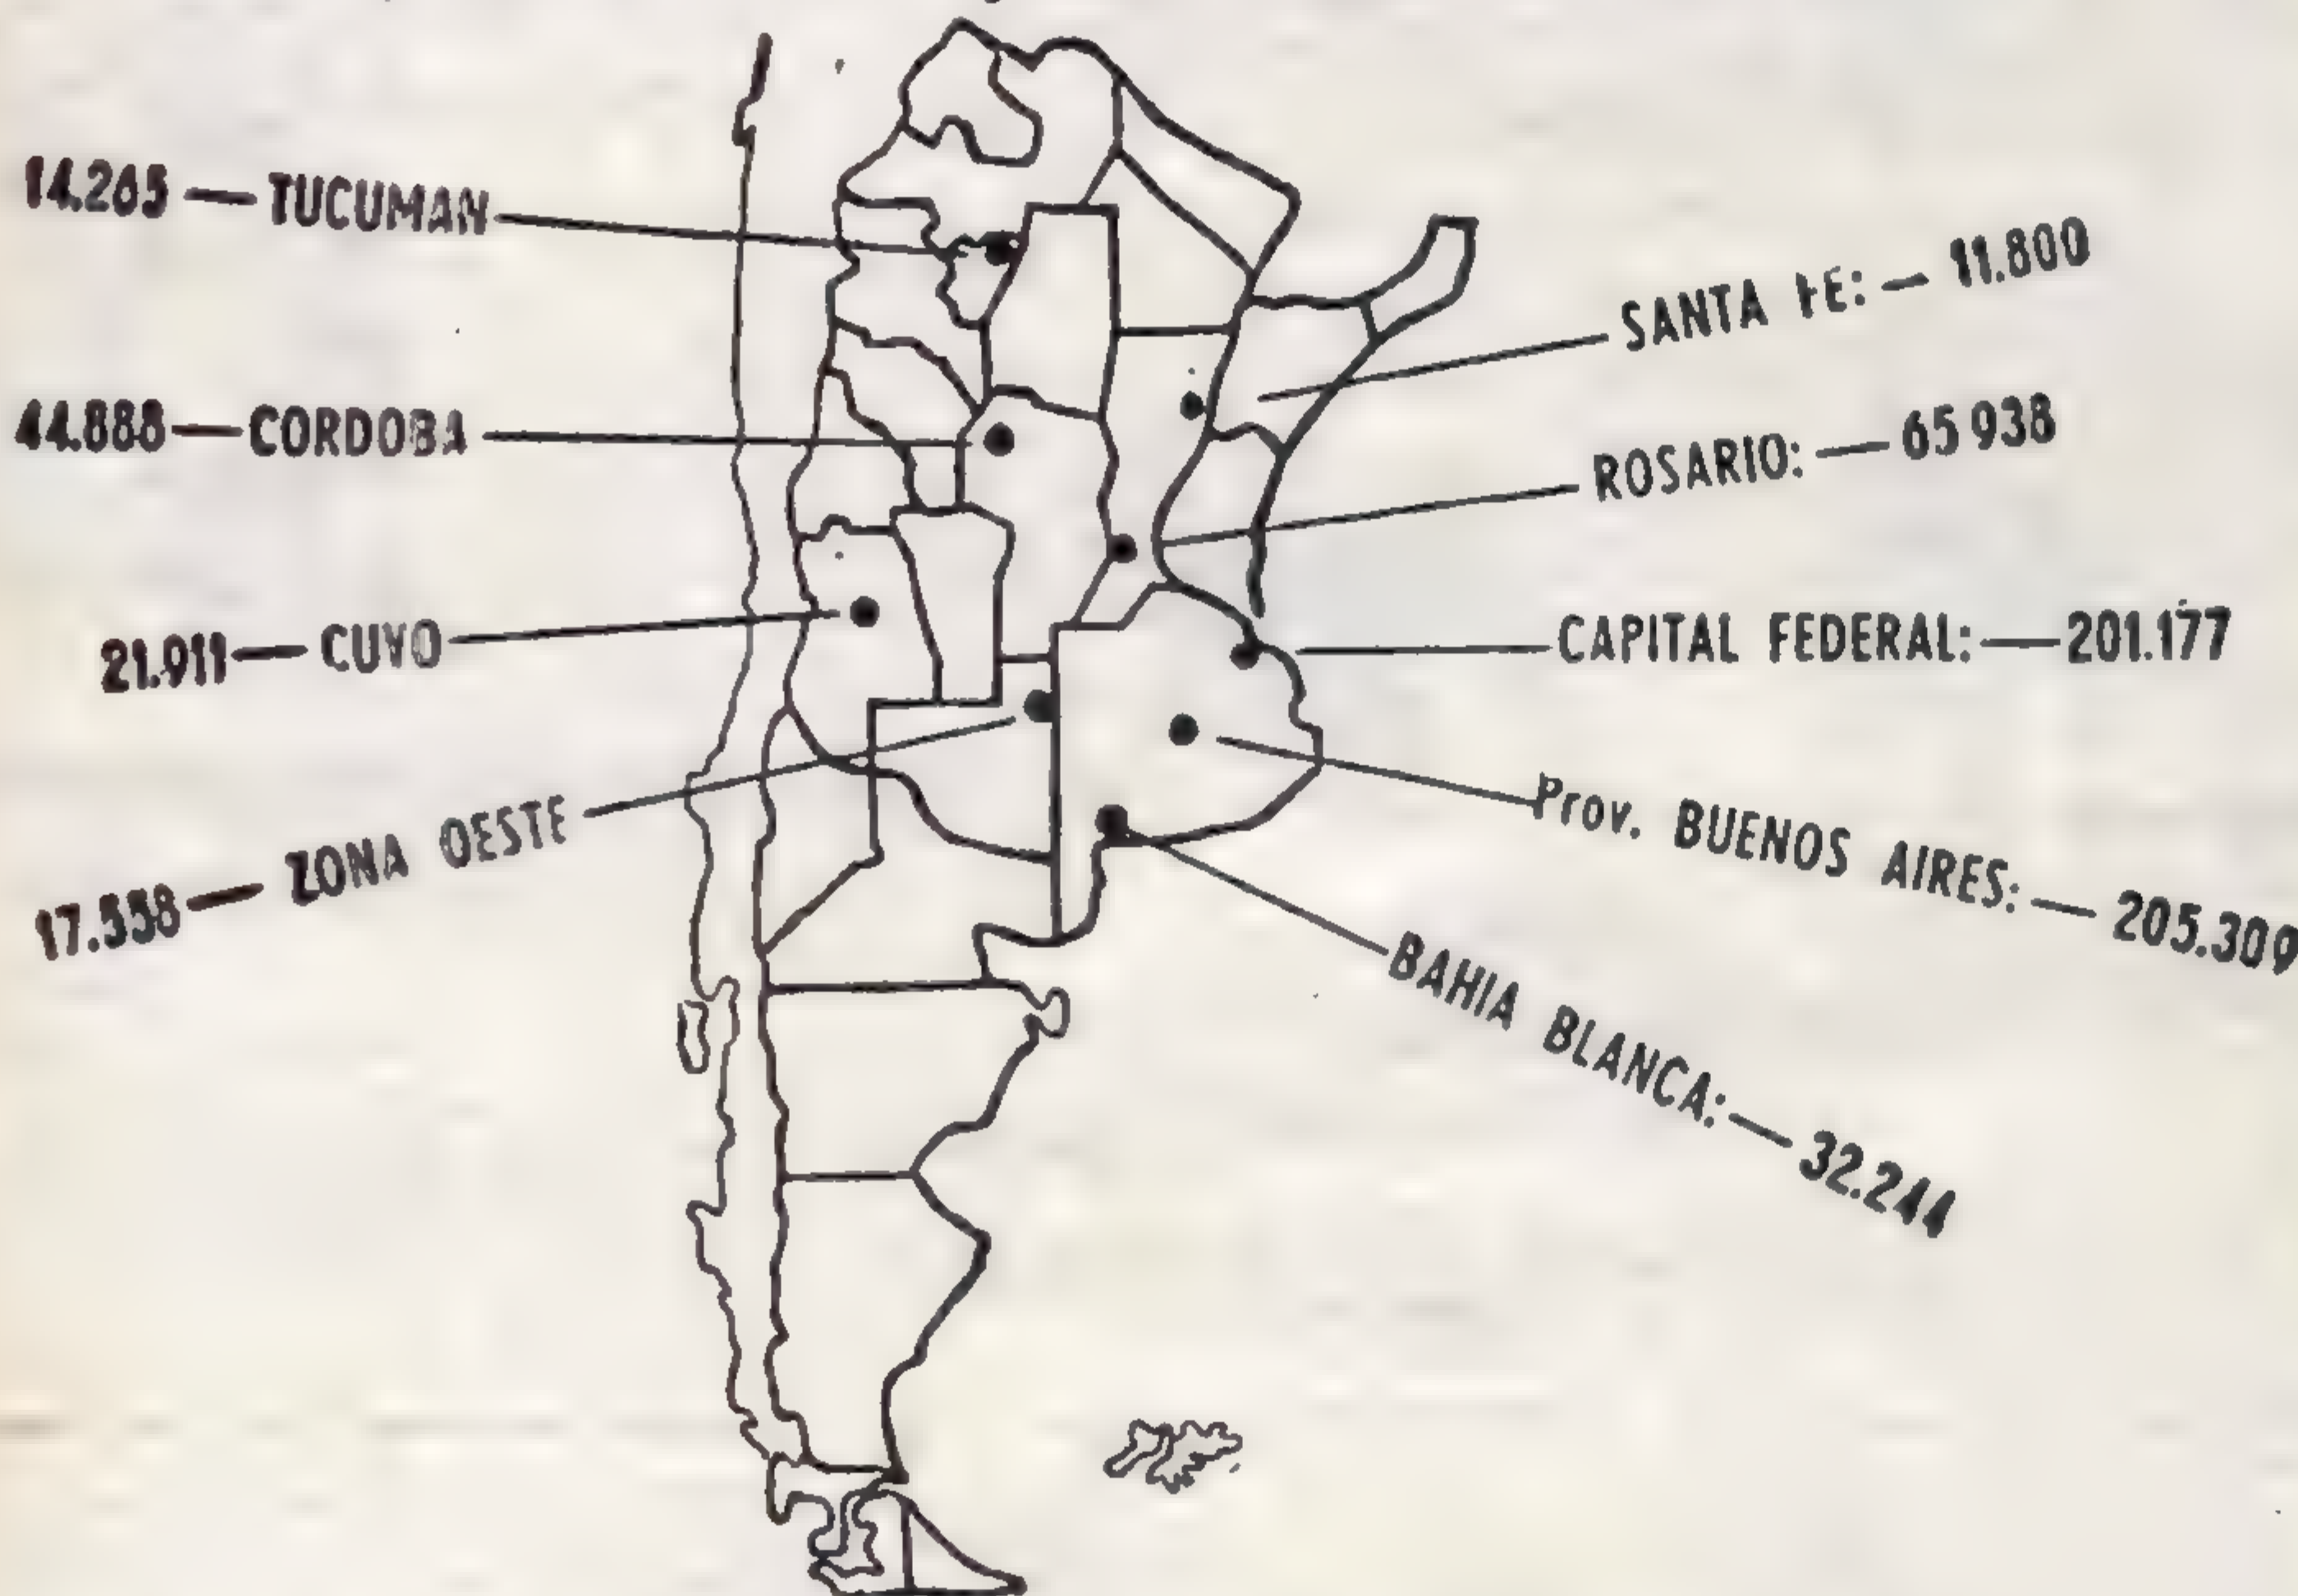 14.265 — TUCUMAN
44.888 — CORDOBA
21.911 — CUYO
17.558 — ZONA OESTE
SANTA FE: — 11.800
ROSARIO: — 65 938
CAPITAL FEDERAL: — 201.177
Prov. BUENOS AIRES: — 205.309
BAHIA BLANCA: — 32.244